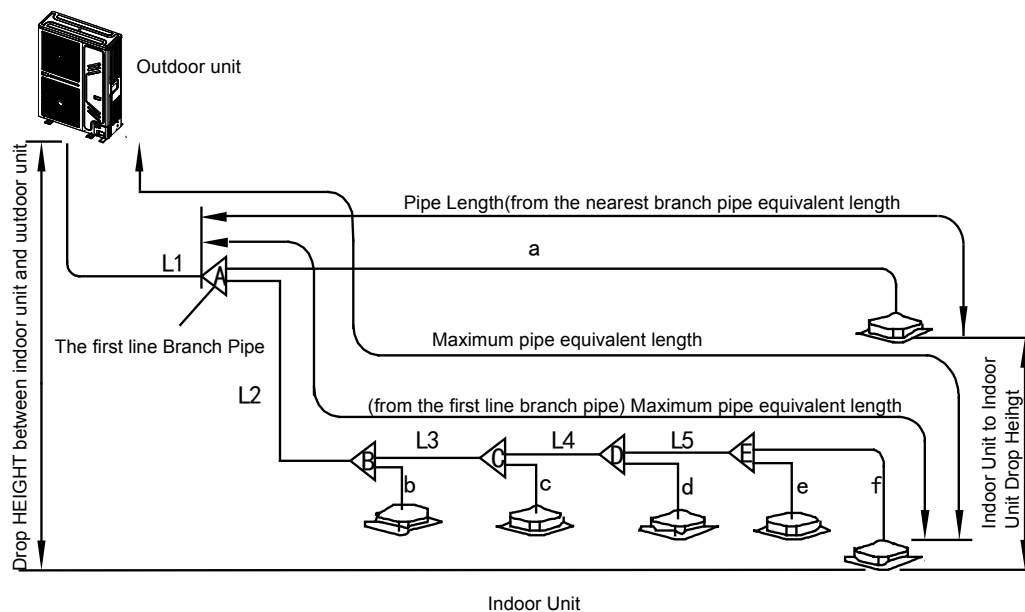 Outdoor unit
Drop HEIGHT between indoor unit and uutdoor unit
Pipe Length(from the nearest branch pipe equivalent length
a
L1
A
The first line Branch Pipe
Maximum pipe equivalent length
L2
(from the first line branch pipe) Maximum pipe equivalent length
Indoor Unit to Indoor
Unit Drop Heihgt
L3
L4
L5
B
C
D
E
b
c
d
e
f
Indoor Unit